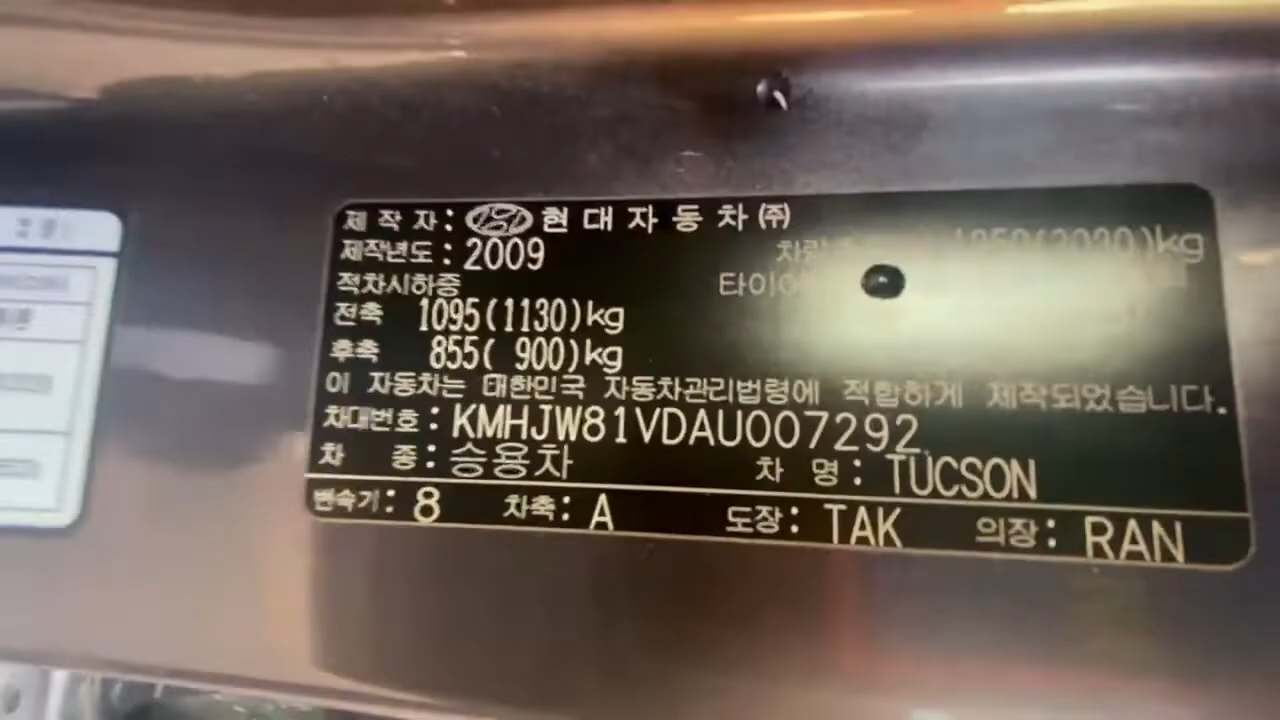 제작자: 현대자동차㈜
제작년도: 2009
적차시하중
전축 1095(1130)kg
후축 855( 900)kg
이 자동차는 대한민국 자동차관리법령에 적합하게 제작되었습니다.
차대번호: KMHJW81VDAU007292
차 종: 승용차 차 명: TUCSON
변속기: 8 차축: A 도장: TAK 의장: RAN